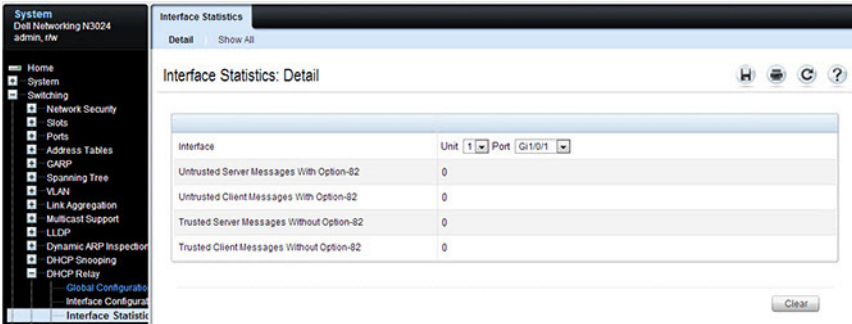 System
Dell Networking N3024
admin, r/w
Home
System
Switching
Network Security
Slots
Ports
Address Tables
GARP
Spanning Tree
VLAN
Link Aggregation
Multicast Support
LLDP
Dynamic ARP Inspection
DHCP Snooping
DHCP Relay
Global Configuratio
Interface Configurat
Interface Statistic
Interface Statistics
Detail Show All
Interface Statistics: Detail
Interface Unit 1 Port Gi1/0/1
Untrusted Server Messages With Option-82 0
Untrusted Client Messages With Option-82 0
Trusted Server Messages Without Option-82 0
Trusted Client Messages Without Option-82 0
Clear